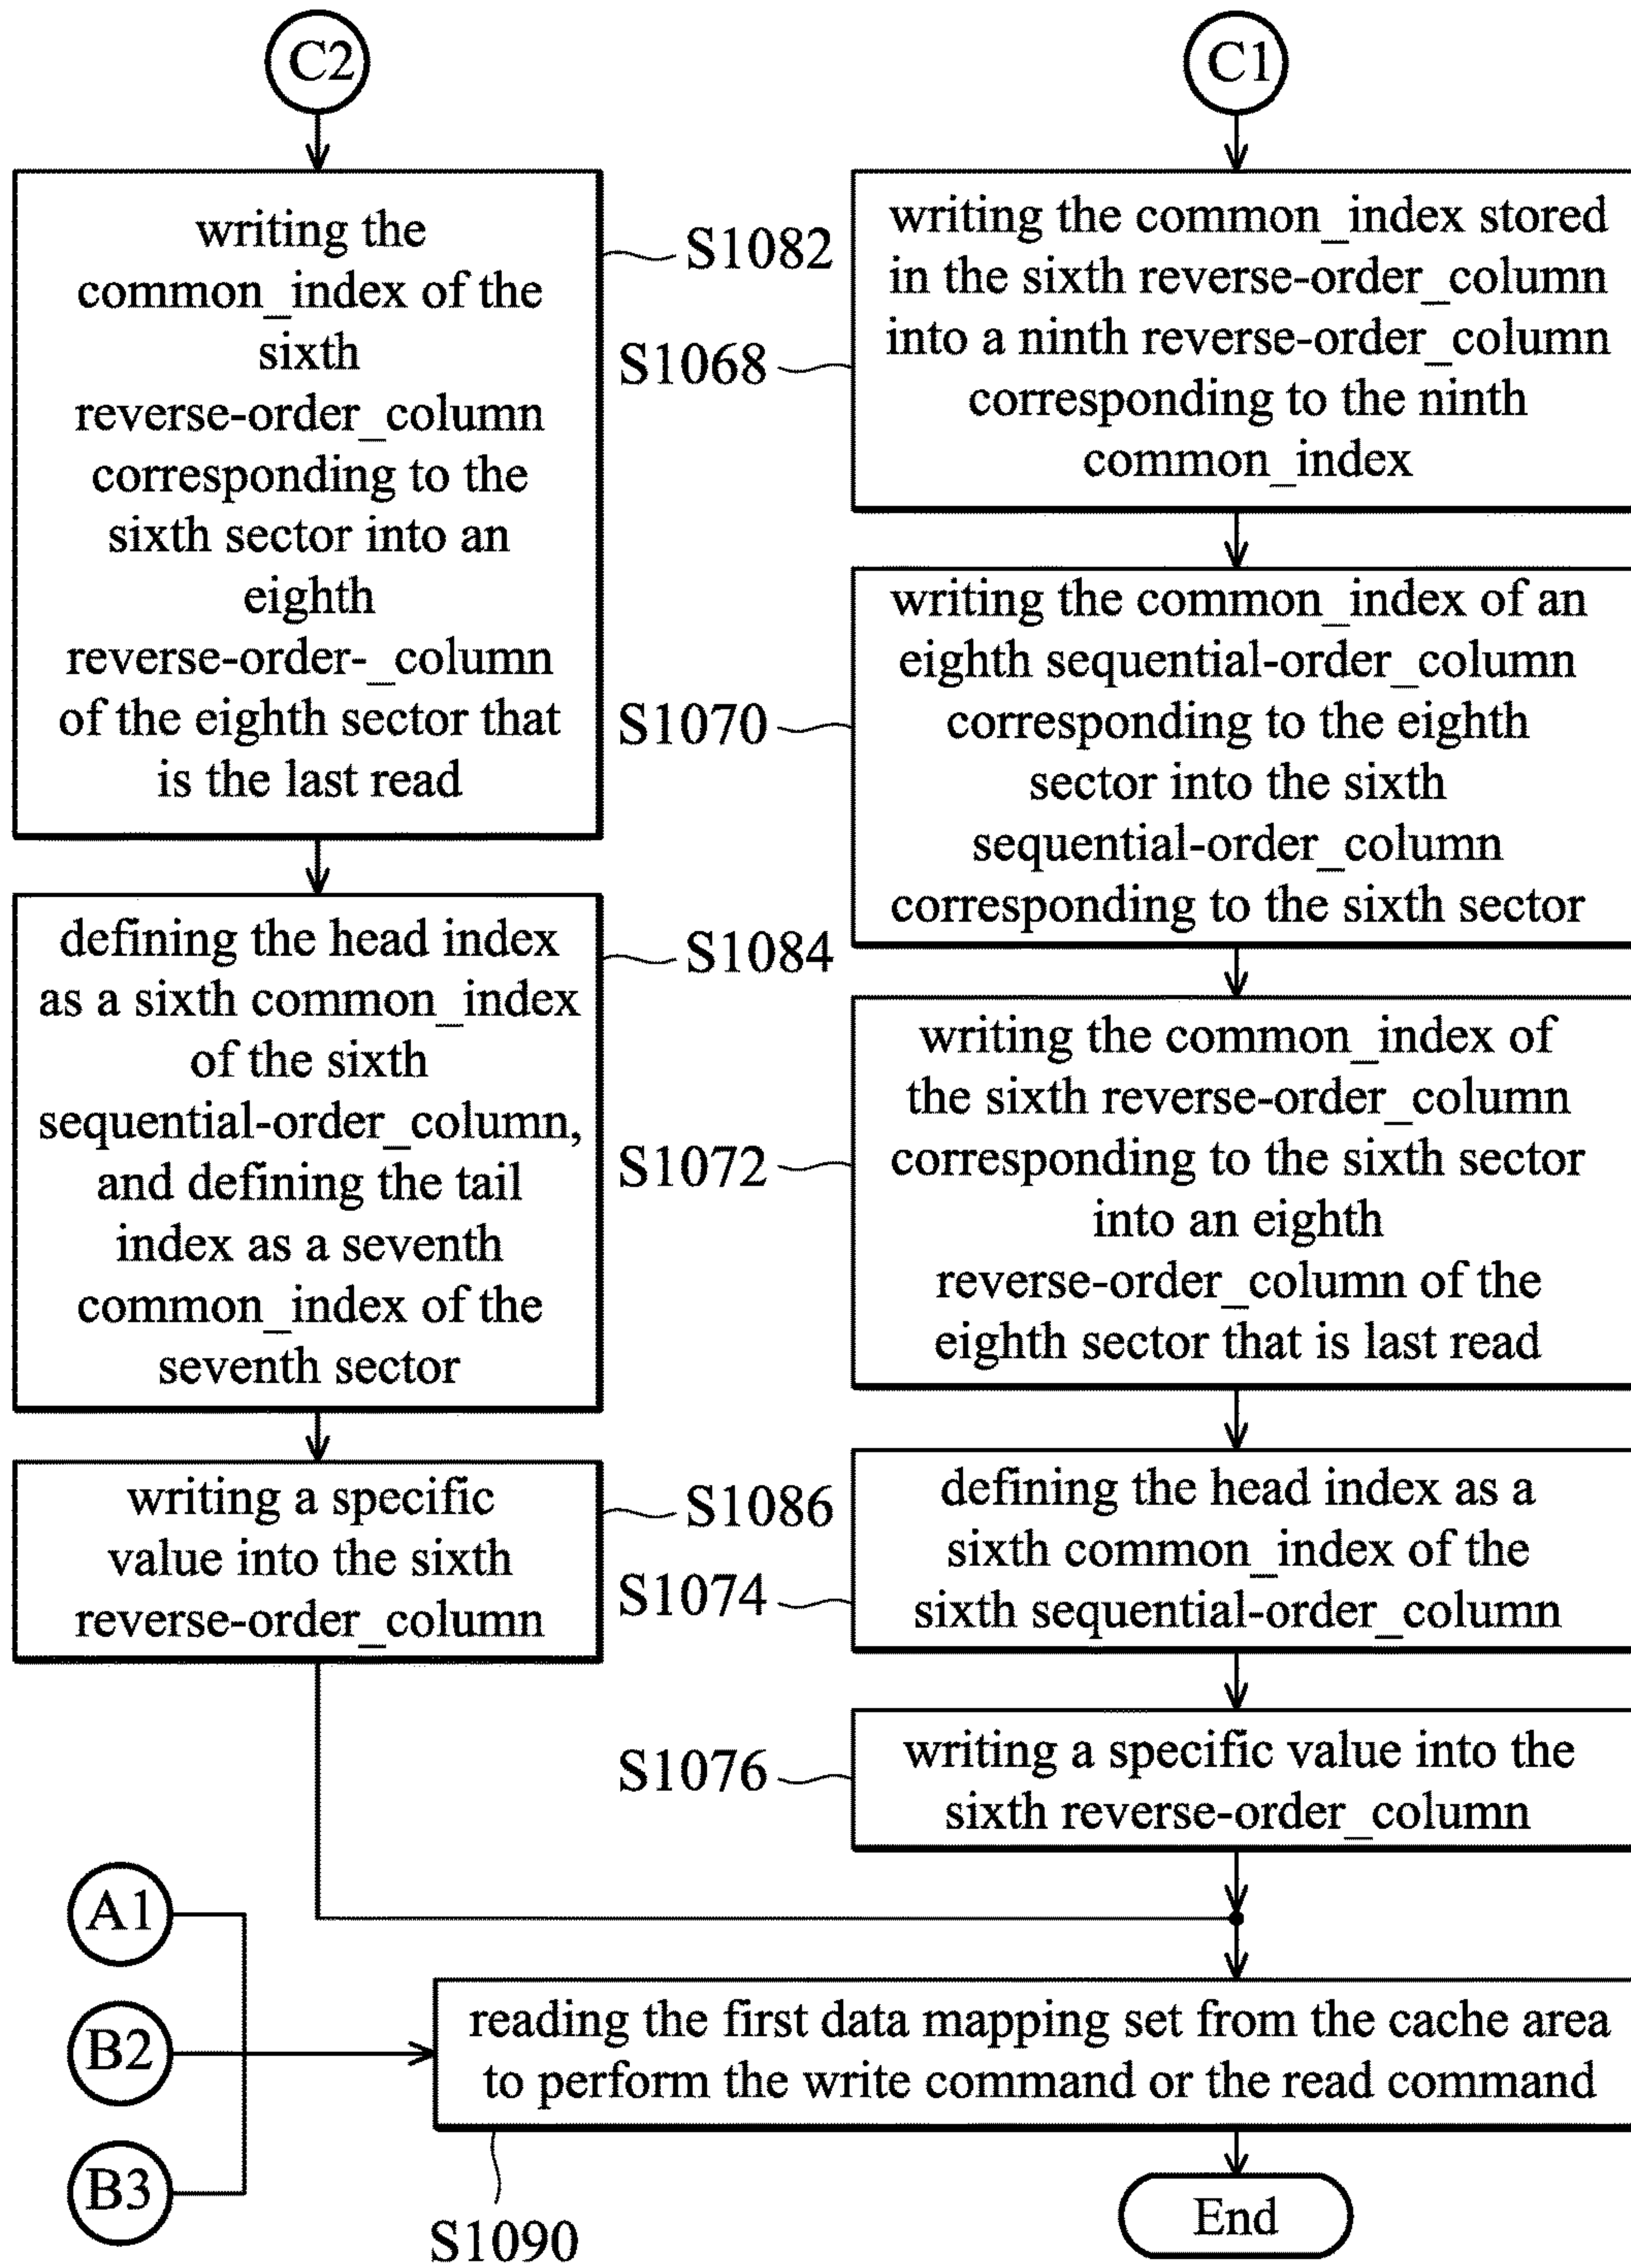 C2
writing the
common_index of the
sixth
reverse-order_column
corresponding to the
sixth sector into an
eighth
reverse-order-_column
of the eighth sector that
is the last read
S1082
defining the head index
as a sixth common_index
of the sixth
sequential-order_column,
and defining the tail
index as a seventh
common_index of the
seventh sector
S1084
writing a specific
value into the sixth
reverse-order_column
S1086
C1
writing the common_index stored
in the sixth reverse-order_column
into a ninth reverse-order_column
corresponding to the ninth
common_index
S1068
writing the common_index of an
eighth sequential-order_column
corresponding to the eighth
sector into the sixth
sequential-order_column
corresponding to the sixth sector
S1070
writing the common_index of
the sixth reverse-order_column
corresponding to the sixth sector
into an eighth
reverse-order_column of the
eighth sector that is last read
S1072
defining the head index as a
sixth common_index of the
sixth sequential-order_column
S1074
writing a specific value into the
sixth reverse-order_column
S1076
A1
B2
B3
reading the first data mapping set from the cache area
to perform the write command or the read command
S1090
End